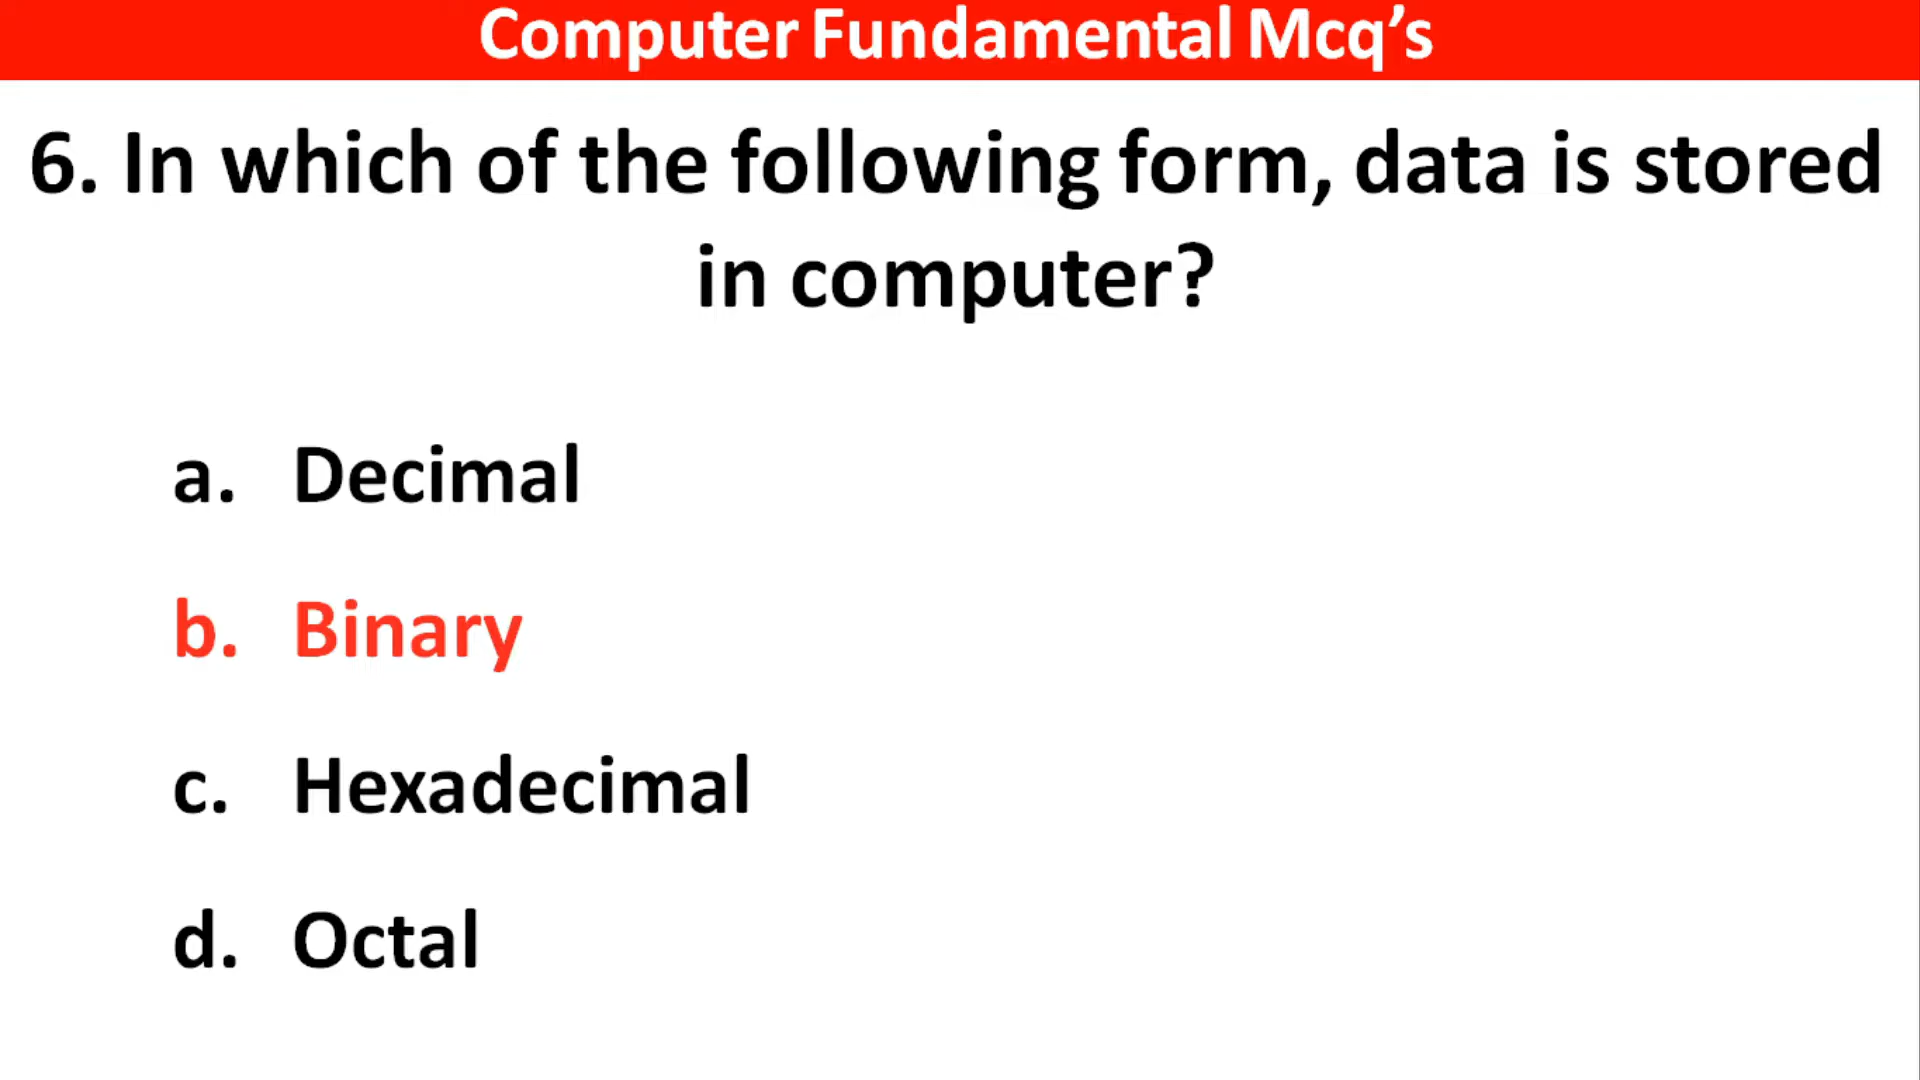 Computer Fundamental Mcq’s
6. In which of the following form, data is stored
in computer?
a. Decimal
b. Binary
c. Hexadecimal
d. Octal